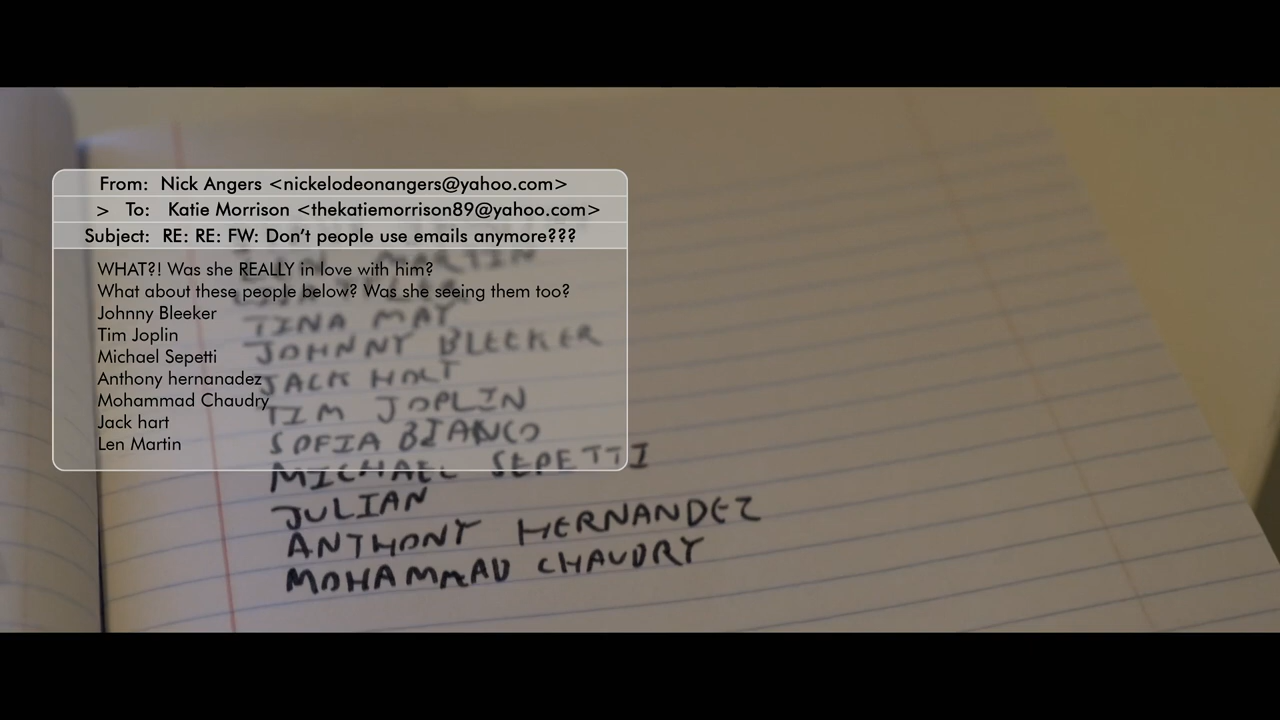 From: Nick Angers <nickelodeonangers@yahoo.com>
> To: Katie Morrison <thekatiemorrison89@yahoo.com>
Subject: RE: RE: FW: Don't people use emails anymore???
WHAT?! Was she REALLY in love with him?
What about these people below? Was she seeing them too?
Johnny Bleeker
Tim Joplin
Michael Sepetti
Anthony hernanadez
Mohammad Chaudry
Jack hart
Len Martin
MARTIN
TINA MAY
JOHNNY BLEEKER
JACK HOLT
TIM JOPLIN
SOFIA BIANCO
MICHAEL SEPETTI
JULIAN
ANTHONY HERNANDEZ
MOHAMMAD CHAUDRY